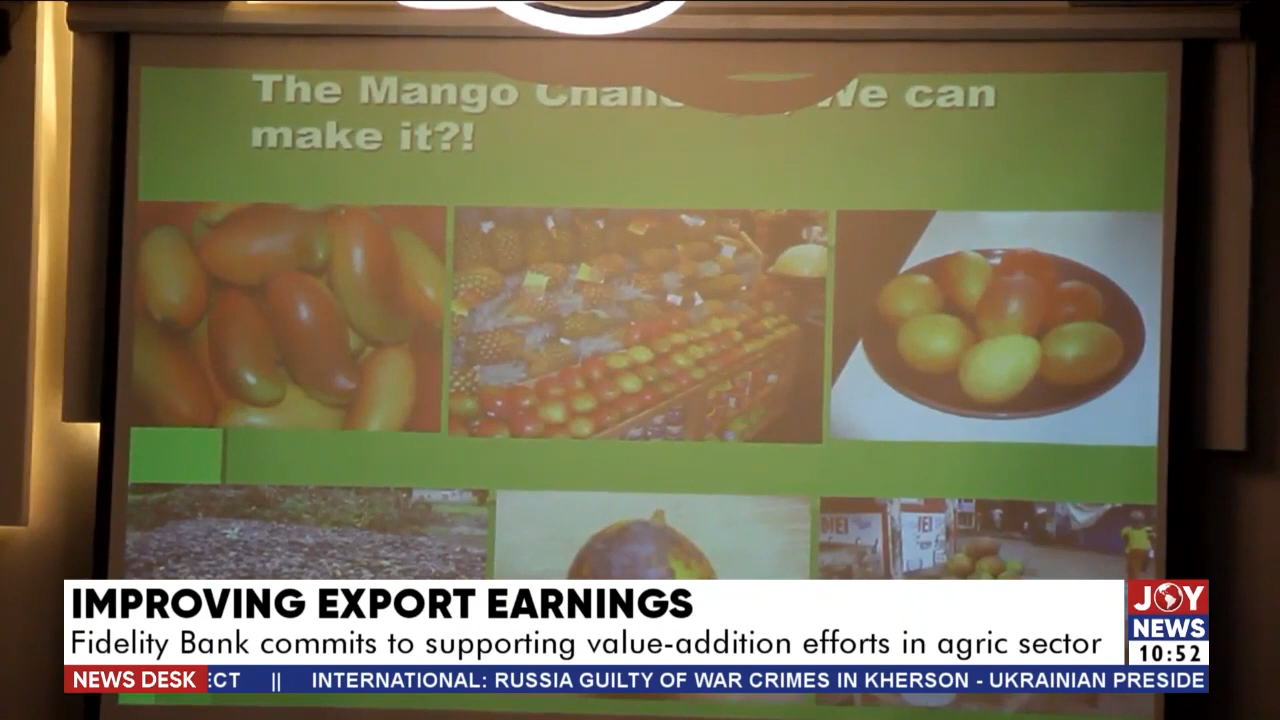 The Mango We can
make it?!
IMPROVING EXPORT EARNINGS
Fidelity Bank commits to supporting value-addition efforts in agric sector
JOY
NEWS
10:52
NEWS DESK
ECT || INTERNATIONAL: RUSSIA GUILTY OF WAR CRIMES IN KHERSON - UKRAINIAN PRESIDE